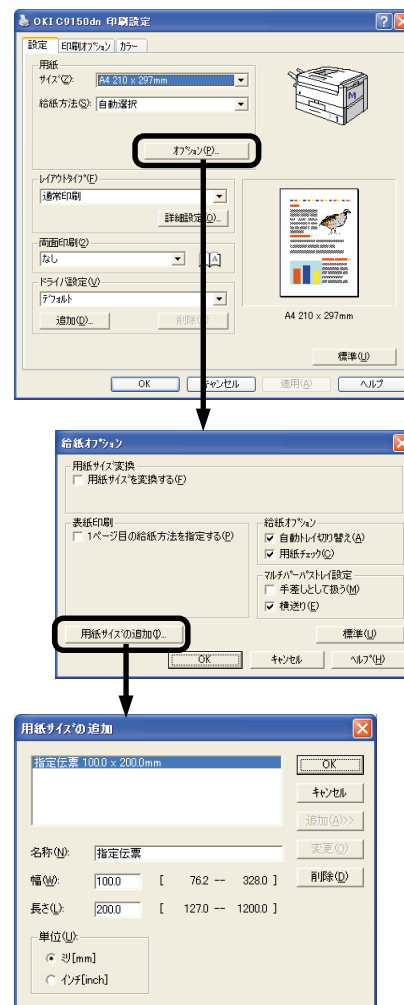 OKI C9150dn 印刷設定
設定 印刷オプション カラー
用紙
サイズ(Z): A4 210 x 297mm
給紙方法(S): 自動選択
オプション(P)...
レイアウトタイプ(F)
通常印刷
詳細設定(O)...
両面印刷(2)
なし
A
ドライバ設定(V)
デフォルト
追加(D)...
A4 210 x 297mm
標準(U)
OK キャンセル 適用(A) ヘルプ
給紙オプション
用紙サイズ変換
用紙サイズを変換する(F)
表紙印刷
1ページ目の給紙方法を指定する(P)
給紙オプション
自動トレイ切り替え(A)
用紙チェック(C)
マルチパーパストレイ設定
手差しとして扱う(M)
横送り(E)
用紙サイズの追加(I)...
標準(U)
OK キャンセル ヘルプ(H)
用紙サイズの追加
指定伝票 100.0 x 200.0mm
OK
キャンセル
追加(A)>>
変更(O)
削除(D)
名称(N): 指定伝票
幅(W): 100.0 [ 76.2 -- 328.0 ]
長さ(L): 200.0 [ 127.0 -- 1200.0 ]
単位(U):
ミリ[mm]
インチ[inch]